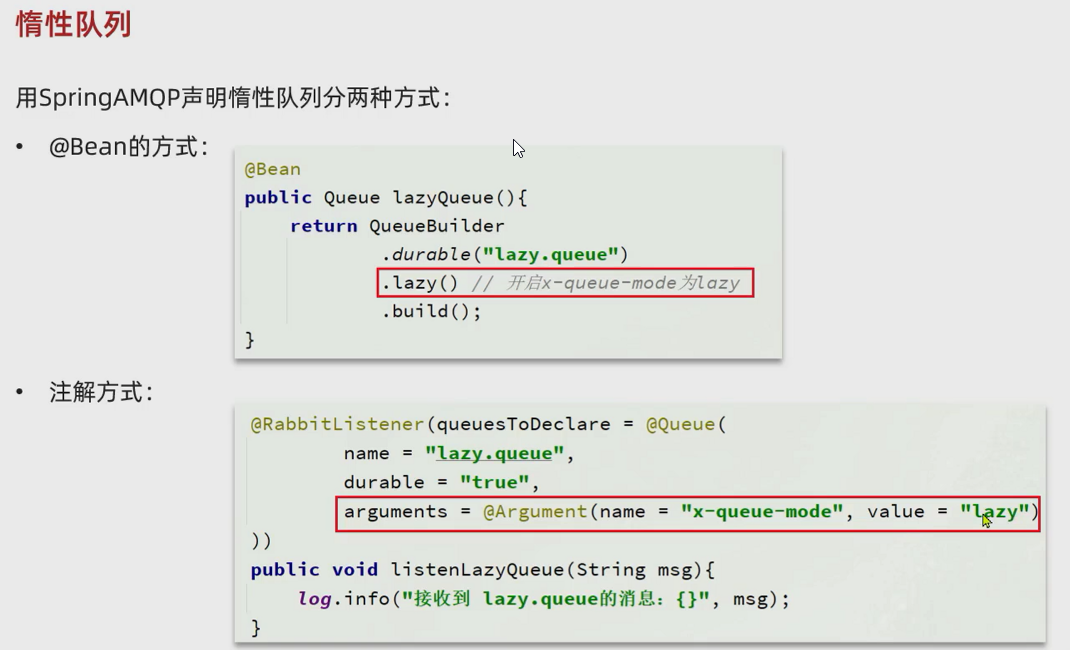 惰性队列
用SpringAMQP声明惰性队列分两种方式：
• @Bean的方式：
@Bean
public Queue lazyQueue(){
return QueueBuilder
.durable("lazy.queue")
.lazy() // 开启x-queue-mode为lazy
.build();
}
• 注解方式：
@RabbitListener(queuesToDeclare = @Queue(
name = "lazy.queue",
durable = "true",
arguments = @Argument(name = "x-queue-mode", value = "lazy")
))
public void listenLazyQueue(String msg){
log.info("接收到 lazy.queue的消息：{}", msg);
}